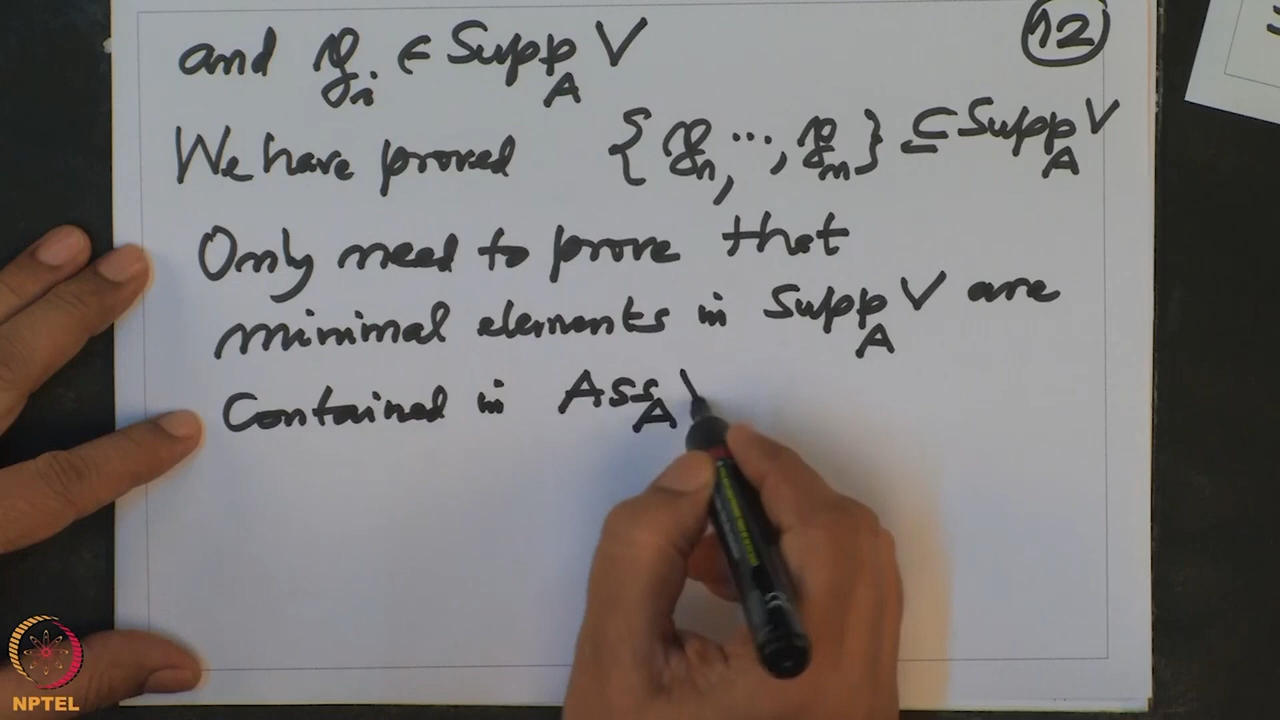 and 𝔭ᵢ ∈ Supp_A V
12
We have proved {𝔭₁, ..., 𝔭ₙ} ⊆ Supp_A V
Only need to prove that
minimal elements in Supp_A V are
Contained in Ass_A
NPTEL